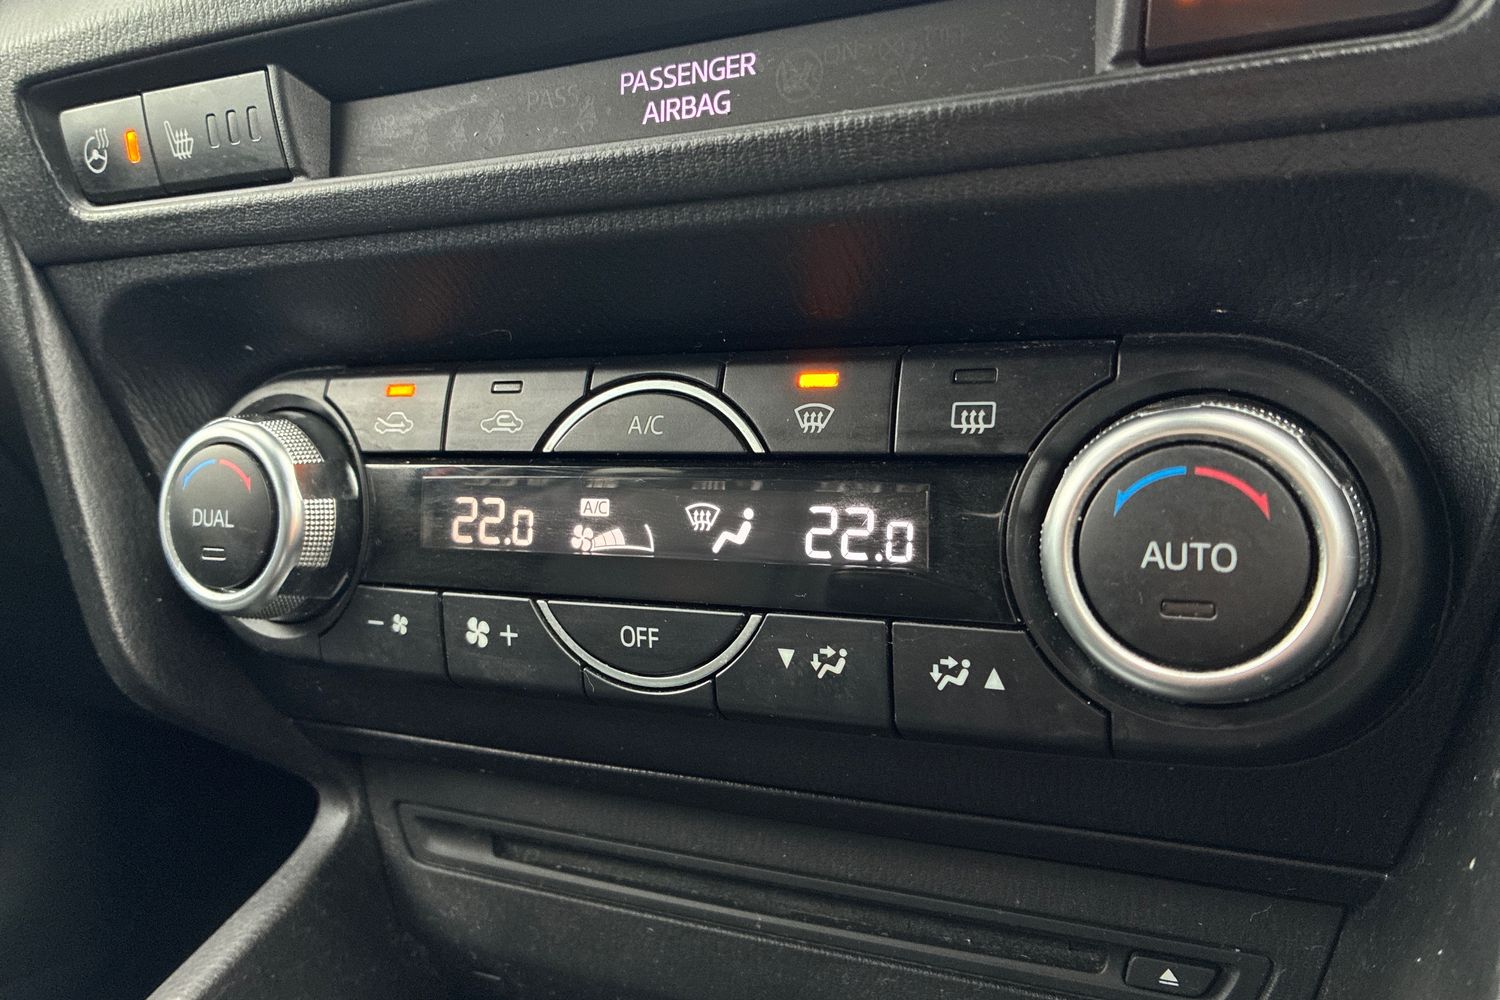 PASSENGER
AIRBAG
A/C
DUAL
22.0
A/C
22.0
AUTO
-
+
OFF